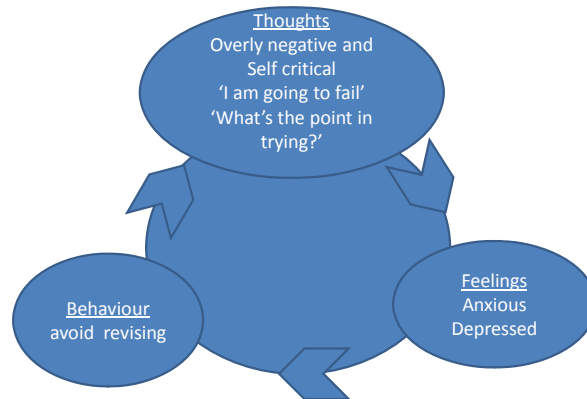 Thoughts
Overly negative and
Self critical
‘I am going to fail’
‘What’s the point in
trying?’
Feelings
Anxious
Depressed
Behaviour
avoid  revising